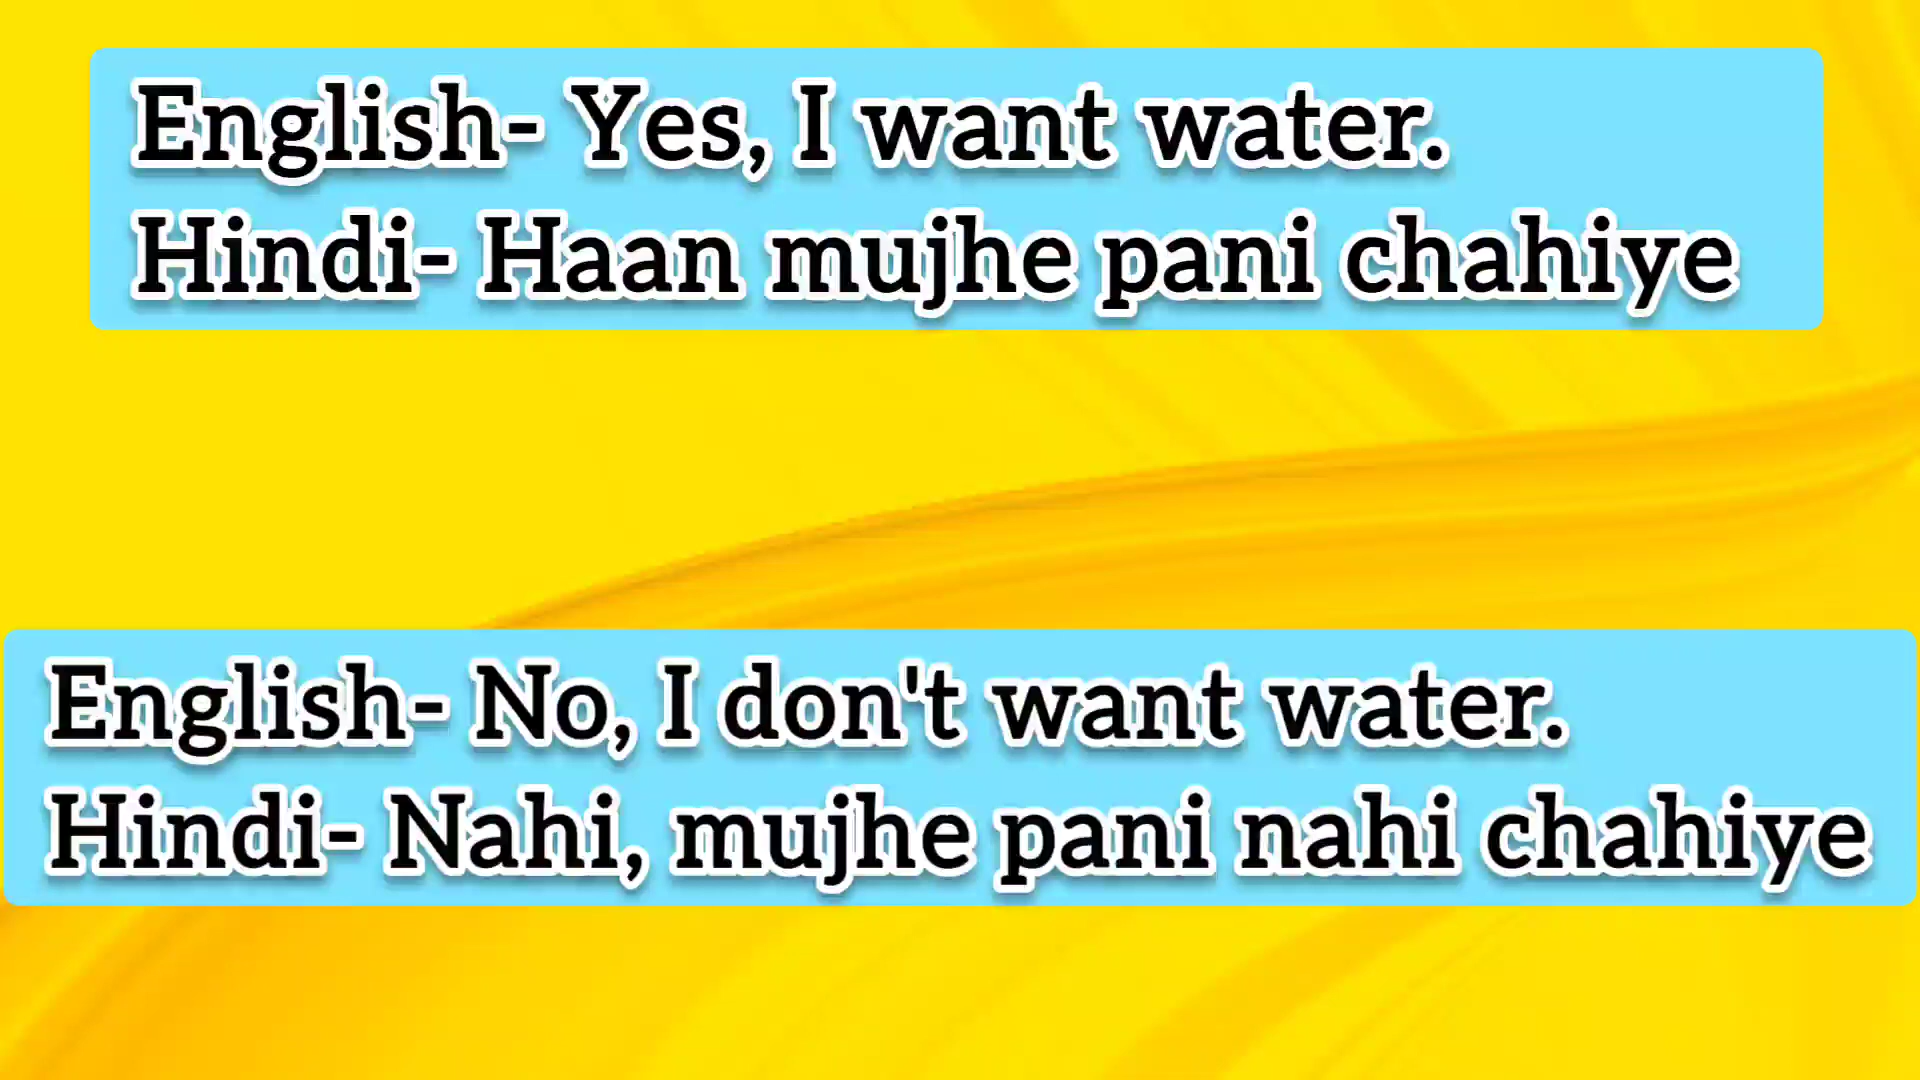 English- Yes, I want water.
Hindi- Haan mujhe pani chahiye
English- No, I don't want water.
Hindi- Nahi, mujhe pani nahi chahiye